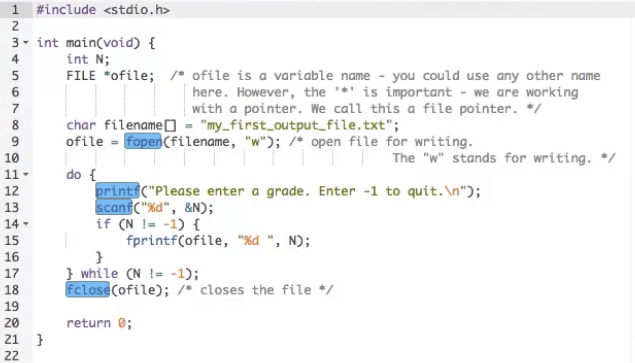 1 #include <stdio.h>
2
3 int main(void) {
4 int N;
5 FILE *ofile; /* ofile is a variable name - you could use any other name
6 here. However, the '*' is important - we are working
7 with a pointer. We call this a file pointer. */
8 char filename[] = "my_first_output_file.txt";
9 ofile = fopen(filename, "w"); /* open file for writing.
10 The "w" stands for writing. */
11 do {
12 printf("Please enter a grade. Enter -1 to quit.\n");
13 scanf("%d", &N);
14 if (N != -1) {
15 fprintf(ofile, "%d ", N);
16 }
17 } while (N != -1);
18 fclose(ofile); /* closes the file */
19
20 return 0;
21 }
22